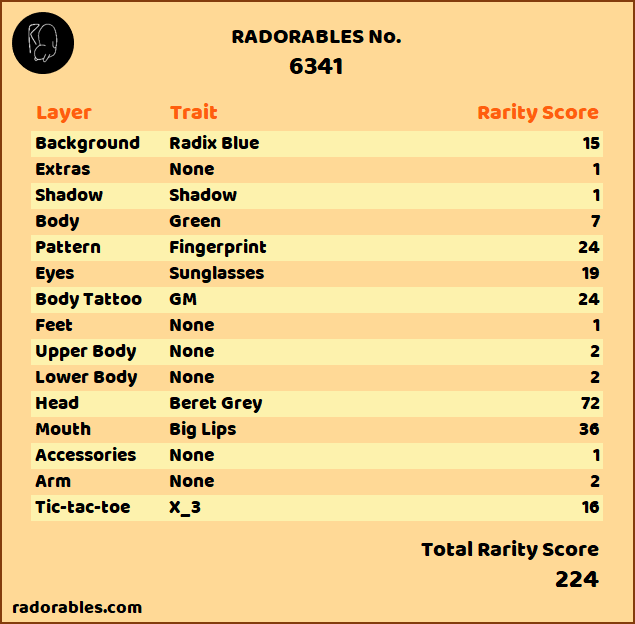 RADORABLES No.
6341
Layer Trait Rarity Score
Background Radix Blue 15
Extras None 1
Shadow Shadow 1
Body Green 7
Pattern Fingerprint 24
Eyes Sunglasses 19
Body Tattoo GM 24
Feet None 1
Upper Body None 2
Lower Body None 2
Head Beret Grey 72
Mouth Big Lips 36
Accessories None 1
Arm None 2
Tic-tac-toe X_3 16
Total Rarity Score
224
radorables.com